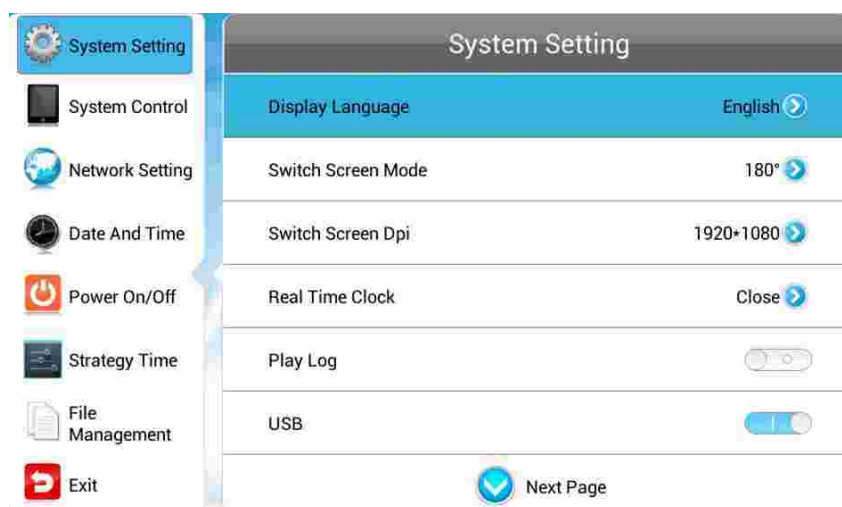 System Setting
System Control
Network Setting
Date And Time
Power On/Off
Strategy Time
File
Management
Exit
System Setting
Display Language English
Switch Screen Mode 180°
Switch Screen Dpi 1920*1080
Real Time Clock Close
Play Log
USB
Next Page